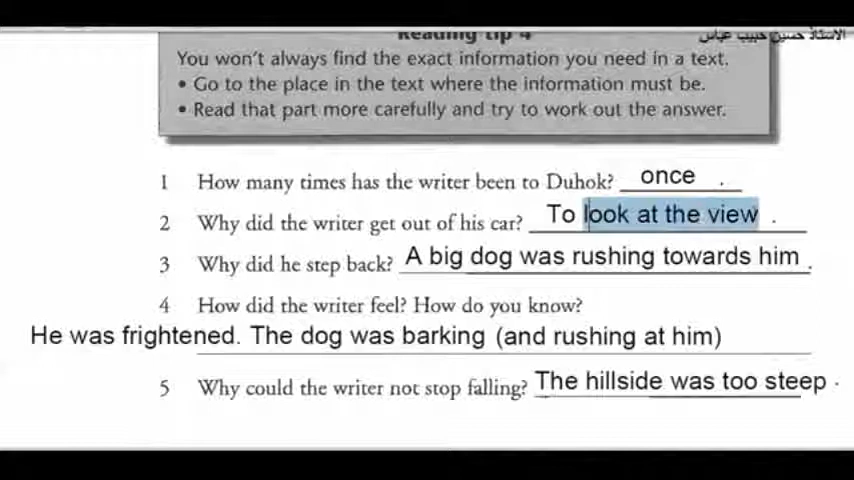 Reading tip 4
الاستاذ حسين حبيب عباس
You won't always find the exact information you need in a text.
• Go to the place in the text where the information must be.
• Read that part more carefully and try to work out the answer.
1 How many times has the writer been to Duhok? once .
2 Why did the writer get out of his car? To look at the view .
3 Why did he step back? A big dog was rushing towards him .
4 How did the writer feel? How do you know?
He was frightened. The dog was barking (and rushing at him)
5 Why could the writer not stop falling? The hillside was too steep .